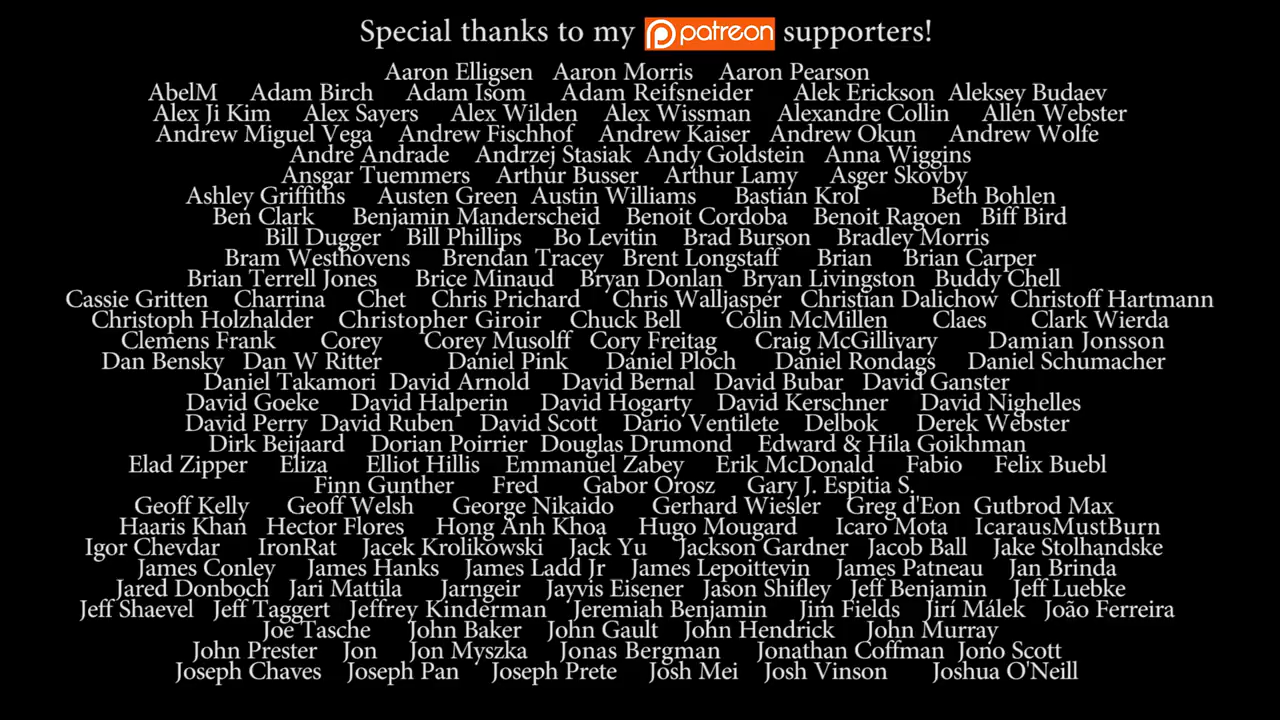 Special thanks to my patreon supporters!
Aaron Elligsen Aaron Morris Aaron Pearson
AbelM Adam Birch Adam Isom Adam Reifsneider Alek Erickson Aleksey Budaev
Alex Ji Kim Alex Sayers Alex Wilden Alex Wissman Alexandre Collin Allen Webster
Andrew Miguel Vega Andrew Fischhof Andrew Kaiser Andrew Okun Andrew Wolfe
Andre Andrade Andrzej Stasiak Andy Goldstein Anna Wiggins
Ansgar Tuemmers Arthur Busser Arthur Lamy Asger Skovby
Ashley Griffiths Austen Green Austin Williams Bastian Krol Beth Bohlen
Ben Clark Benjamin Manderscheid Benoit Cordoba Benoit Ragoen Biff Bird
Bill Dugger Bill Phillips Bo Levitin Brad Burson Bradley Morris
Bram Westhovens Brendan Tracey Brent Longstaff Brian Brian Carper
Brian Terrell Jones Brice Minaud Bryan Donlan Bryan Livingston Buddy Chell
Cassie Gritten Charrina Chet Chris Prichard Chris Walljasper Christian Dalichow Christoff Hartmann
Christoph Holzhalder Christopher Giroir Chuck Bell Colin McMillen Claes Clark Wierda
Clemens Frank Corey Corey Musolff Cory Freitag Craig McGillivary Damian Jonsson
Dan Bensky Dan W Ritter Daniel Pink Daniel Ploch Daniel Rondags Daniel Schumacher
Daniel Takamori David Arnold David Bernal David Bubar David Ganster
David Goeke David Halperin David Hogarty David Kerschner David Nighelles
David Perry David Ruben David Scott Dario Ventilete Delbok Derek Webster
Dirk Beijaard Dorian Poirrier Douglas Drumond Edward & Hila Goikhman
Elad Zipper Eliza Elliot Hillis Emmanuel Zabey Erik McDonald Fabio Felix Buebl
Finn Gunther Fred Gabor Orosz Gary J. Espitia S.
Geoff Kelly Geoff Welsh George Nikaido Gerhard Wiesler Greg d'Eon Gutbrod Max
Haaris Khan Hector Flores Hong Anh Khoa Hugo Mougard Icaro Mota IcarausMustBurn
Igor Chevdar IronRat Jacek Krolikowski Jack Yu Jackson Gardner Jacob Ball Jake Stolhandske
James Conley James Hanks James Ladd Jr James Lepoittevin James Patneau Jan Brinda
Jared Donboch Jari Mattila Jarngeir Jayvis Eisener Jason Shifley Jeff Benjamin Jeff Luebke
Jeff Shaevel Jeff Taggert Jeffrey Kinderman Jeremiah Benjamin Jim Fields Jirí Málek João Ferreira
Joe Tasche John Baker John Gault John Hendrick John Murray
John Prester Jon Jon Myszka Jonas Bergman Jonathan Coffman Jono Scott
Joseph Chaves Joseph Pan Joseph Prete Josh Mei Josh Vinson Joshua O'Neill